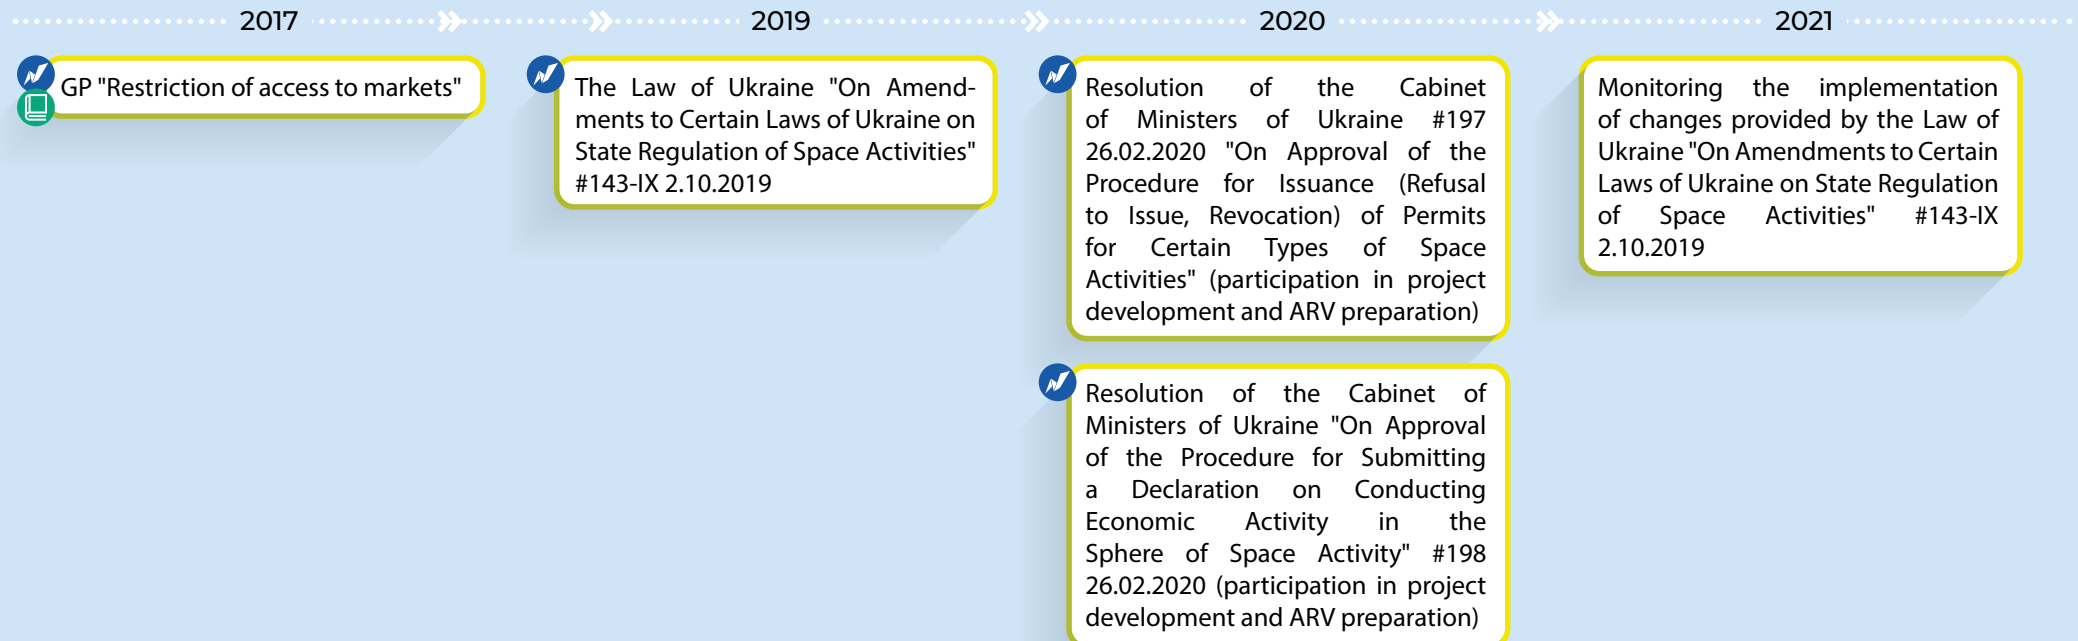 2017
2019
2020
2021
GP "Restriction of access to markets"
The Law of Ukraine "On Amend-
ments to Certain Laws of Ukraine on
State Regulation of Space Activities"
#143-IX 2.10.2019
Resolution of the Cabinet
of Ministers of Ukraine #197
26.02.2020 "On Approval of the
Procedure for Issuance (Refusal
to Issue, Revocation) of Permits
for Certain Types of Space
Activities" (participation in project
development and ARV preparation)
Resolution of the Cabinet of
Ministers of Ukraine "On Approval
of the Procedure for Submitting
a Declaration on Conducting
Economic Activity in the
Sphere of Space Activity" #198
26.02.2020 (participation in project
development and ARV preparation)
Monitoring the implementation
of changes provided by the Law of
Ukraine "On Amendments to Certain
Laws of Ukraine on State Regulation
of Space Activities" #143-IX
2.10.2019